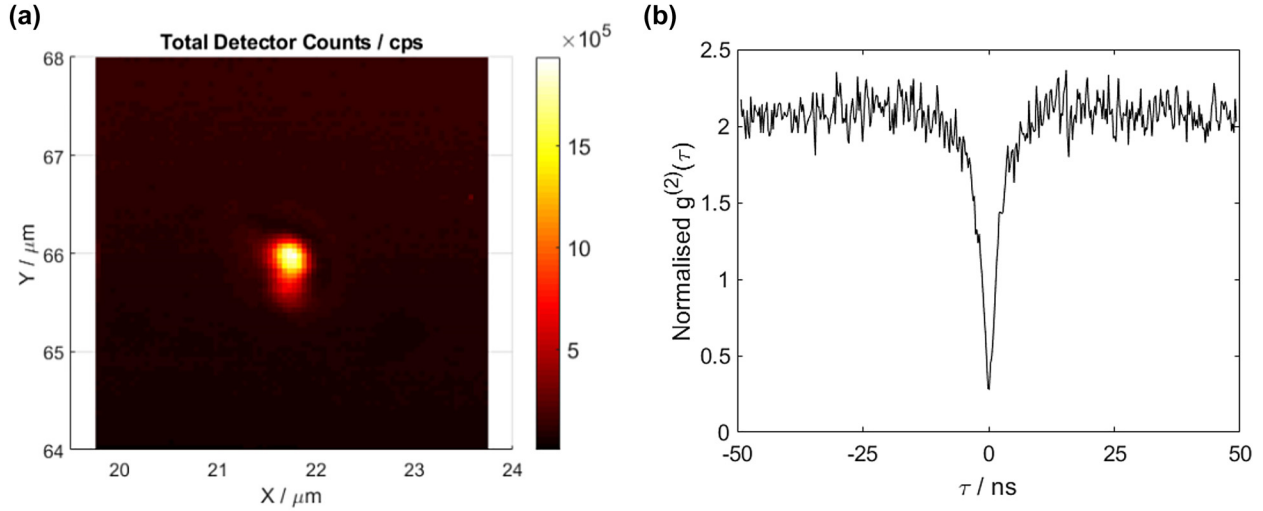 (a)
Total Detector Counts / cps
×10⁵
68
67
66
65
64
Y / μm
20 21 22 23 24
X / μm
15
10
5
(b)
2.5
2
1.5
1
0.5
0
Normalised g⁽²⁾(τ)
-50 -25 0 25 50
τ / ns